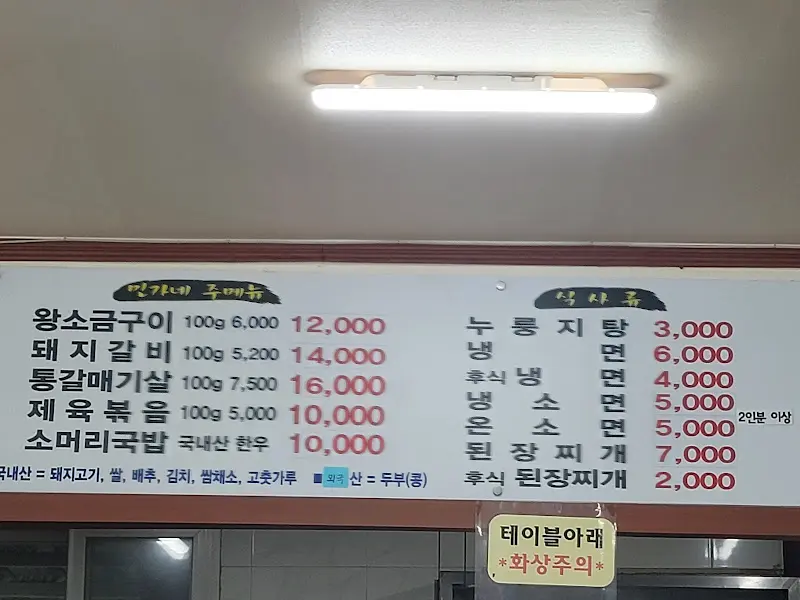 민가네 주메뉴
왕소금구이 100g 6,000 12,000
돼지갈비 100g 5,200 14,000
통갈매기살 100g 7,500 16,000
제육볶음 100g 5,000 10,000
소머리국밥 국내산 한우 10,000
국내산 = 돼지고기, 쌀, 배추, 김치, 쌈채소, 고춧가루 ■ 외국 산 = 두부(콩)
식사류
누룽지탕 3,000
냉면 6,000
후식 냉면 4,000
냉소면 5,000
온소면 5,000 2인분 이상
된장찌개 7,000
후식 된장찌개 2,000
테이블아래
*화상주의*